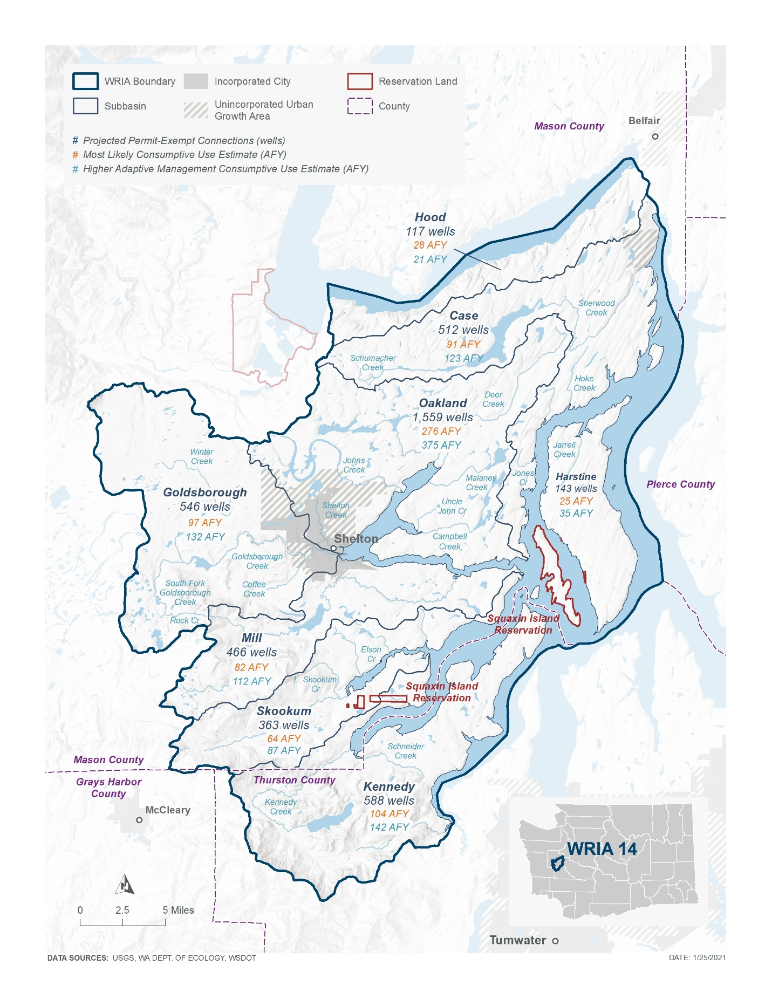 WRIA Boundary
Incorporated City
Reservation Land
Subbasin
Unincorporated Urban
Growth Area
County
# Projected Permit-Exempt Connections (wells)
# Most Likely Consumptive Use Estimate (AFY)
# Higher Adaptive Management Consumptive Use Estimate (AFY)
Mason County
Belfair
Hood
117 wells
28 AFY
21 AFY
Case
512 wells
91 AFY
123 AFY
Sherwood
Creek
Schumacher
Creek
Hoke
Creek
Deer
Creek
Oakland
1,559 wells
276 AFY
375 AFY
Winter
Creek
Johns
Creek
Jarrell
Creek
Malaney
Creek
Jones
Cr
Harstine
143 wells
25 AFY
35 AFY
Pierce County
Goldsborough
546 wells
97 AFY
132 AFY
Shelton
Creek
Uncle
John Cr
Shelton
Campbell
Creek
Goldsborough
Creek
South Fork
Goldsborough
Creek
Coffee
Creek
Rock Cr
Squaxin Island
Reservation
Mill
466 wells
82 AFY
112 AFY
Elson
Cr
L. Skookum
Cr
Squaxin Island
Reservation
Skookum
363 wells
64 AFY
87 AFY
Schneider
Creek
Mason County
Grays Harbor
County
Thurston County
Kennedy
588 wells
104 AFY
142 AFY
Kennedy
Creek
McCleary
WRIA 14
N
0 2.5 5 Miles
Tumwater
DATA SOURCES: USGS, WA DEPT. OF ECOLOGY, WSDOT
DATE: 1/25/2021